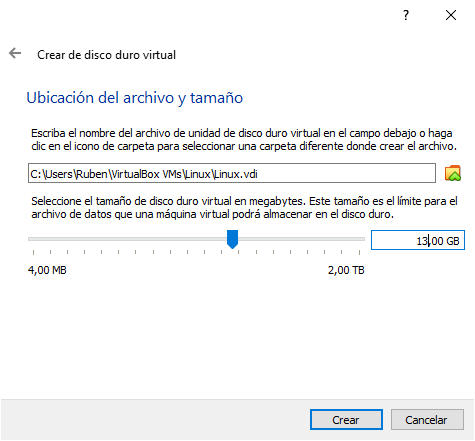 ?
Crear de disco duro virtual
Ubicación del archivo y tamaño
Escriba el nombre del archivo de unidad de disco duro virtual en el campo debajo o haga
clic en el icono de carpeta para seleccionar una carpeta diferente donde crear el archivo.
C:\Users\Ruben\VirtualBox VMs\Linux\Linux.vdi
Seleccione el tamaño de disco duro virtual en megabytes. Este tamaño es el límite para el
archivo de datos que una máquina virtual podrá almacenar en el disco duro.
13,00 GB
4,00 MB 2,00 TB
Crear Cancelar